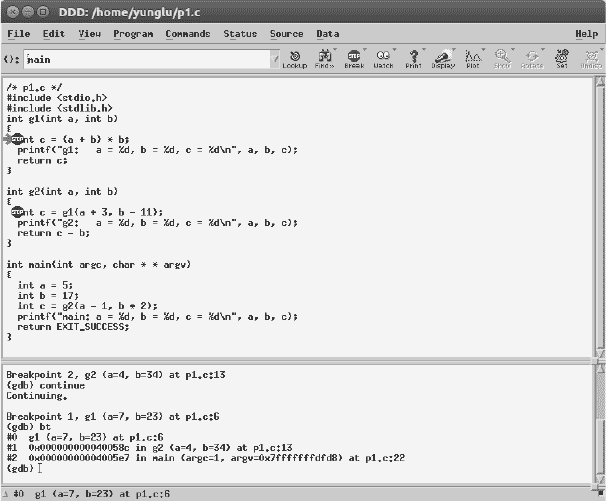 DDD: /home/yunglu/p1.c
File Edit View Program Commands Status Source Data Help
(): main Lookup Find» Break Watch Print Display Plot Show Rotate Set Undisp
/* p1.c */
#include <stdio.h>
#include <stdlib.h>
int g1(int a, int b)
{
nt c = (a + b) * b;
printf("g1: a = %d, b = %d, c = %d\n", a, b, c);
return c;
}
int g2(int a, int b)
{
nt c = g1(a + 3, b - 11);
printf("g2: a = %d, b = %d, c = %d\n", a, b, c);
return c - b;
}
int main(int argc, char * * argv)
{
int a = 5;
int b = 17;
int c = g2(a - 1, b * 2);
printf("main: a = %d, b = %d, c = %d\n", a, b, c);
return EXIT_SUCCESS;
}
Breakpoint 2, g2 (a=4, b=34) at p1.c:13
(gdb) continue
Continuing.
Breakpoint 1, g1 (a=7, b=23) at p1.c:6
(gdb) bt
#0 g1 (a=7, b=23) at p1.c:6
#1 0x000000000040058c in g2 (a=4, b=34) at p1.c:13
#2 0x00000000004005e7 in main (argc=1, argv=0x7fffffffdfd8) at p1.c:22
(gdb)
#0 g1 (a=7, b=23) at p1.c:6